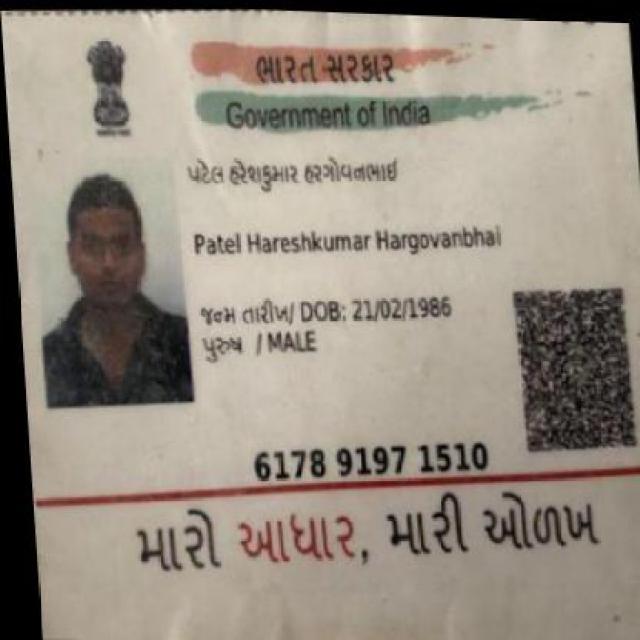 ભારત સરકાર
Government of India
પટેલ હરેશકુમાર હરગોવનભાઈ
Patel Hareshkumar Hargovanbhai
જન્મ તારીખ/ DOB: 21/02/1986
પુરુષ / MALE
6178 9197 1510
મારો આધાર, મારી ઓળખ